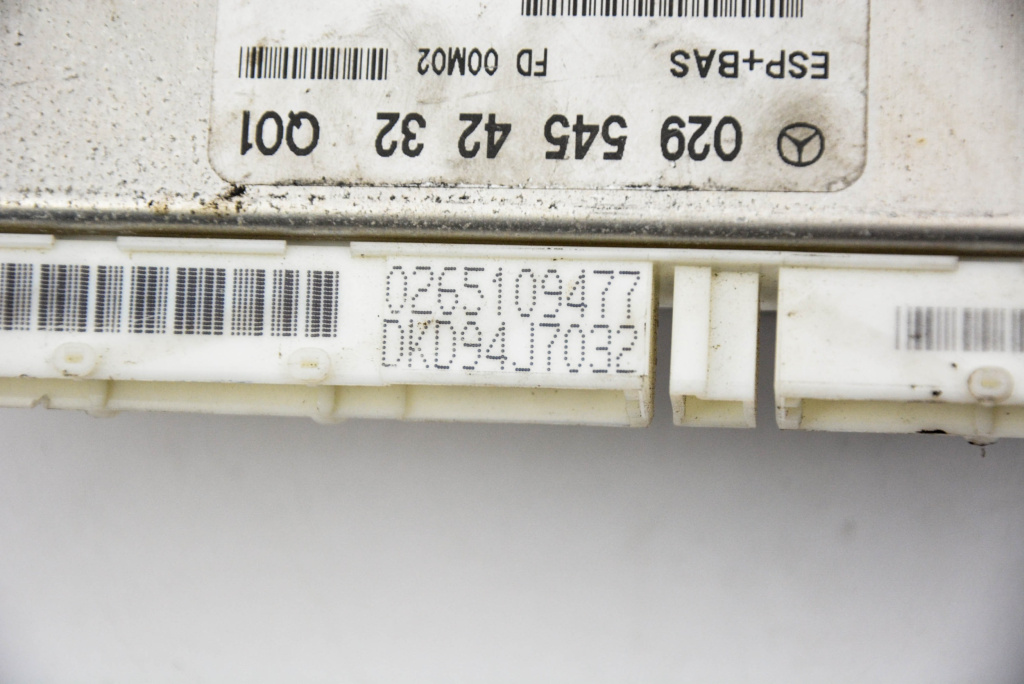 029 545 42 32 Q01
ESP+BAS FD 00M02
0265109477
DKD94J7032